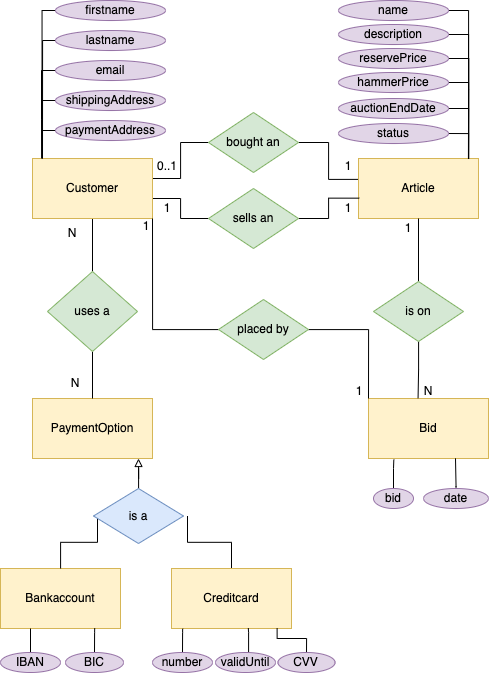 firstname
name
lastname
description
email
reservePrice
shippingAddress
hammerPrice
paymentAddress
auctionEndDate
status
bought an
0..1
1
Customer
Article
1
sells an
1
N
1
1
uses a
placed by
is on
N
1
N
PaymentOption
Bid
bid
date
is a
Bankaccount
Creditcard
IBAN
BIC
number
validUntil
CVV